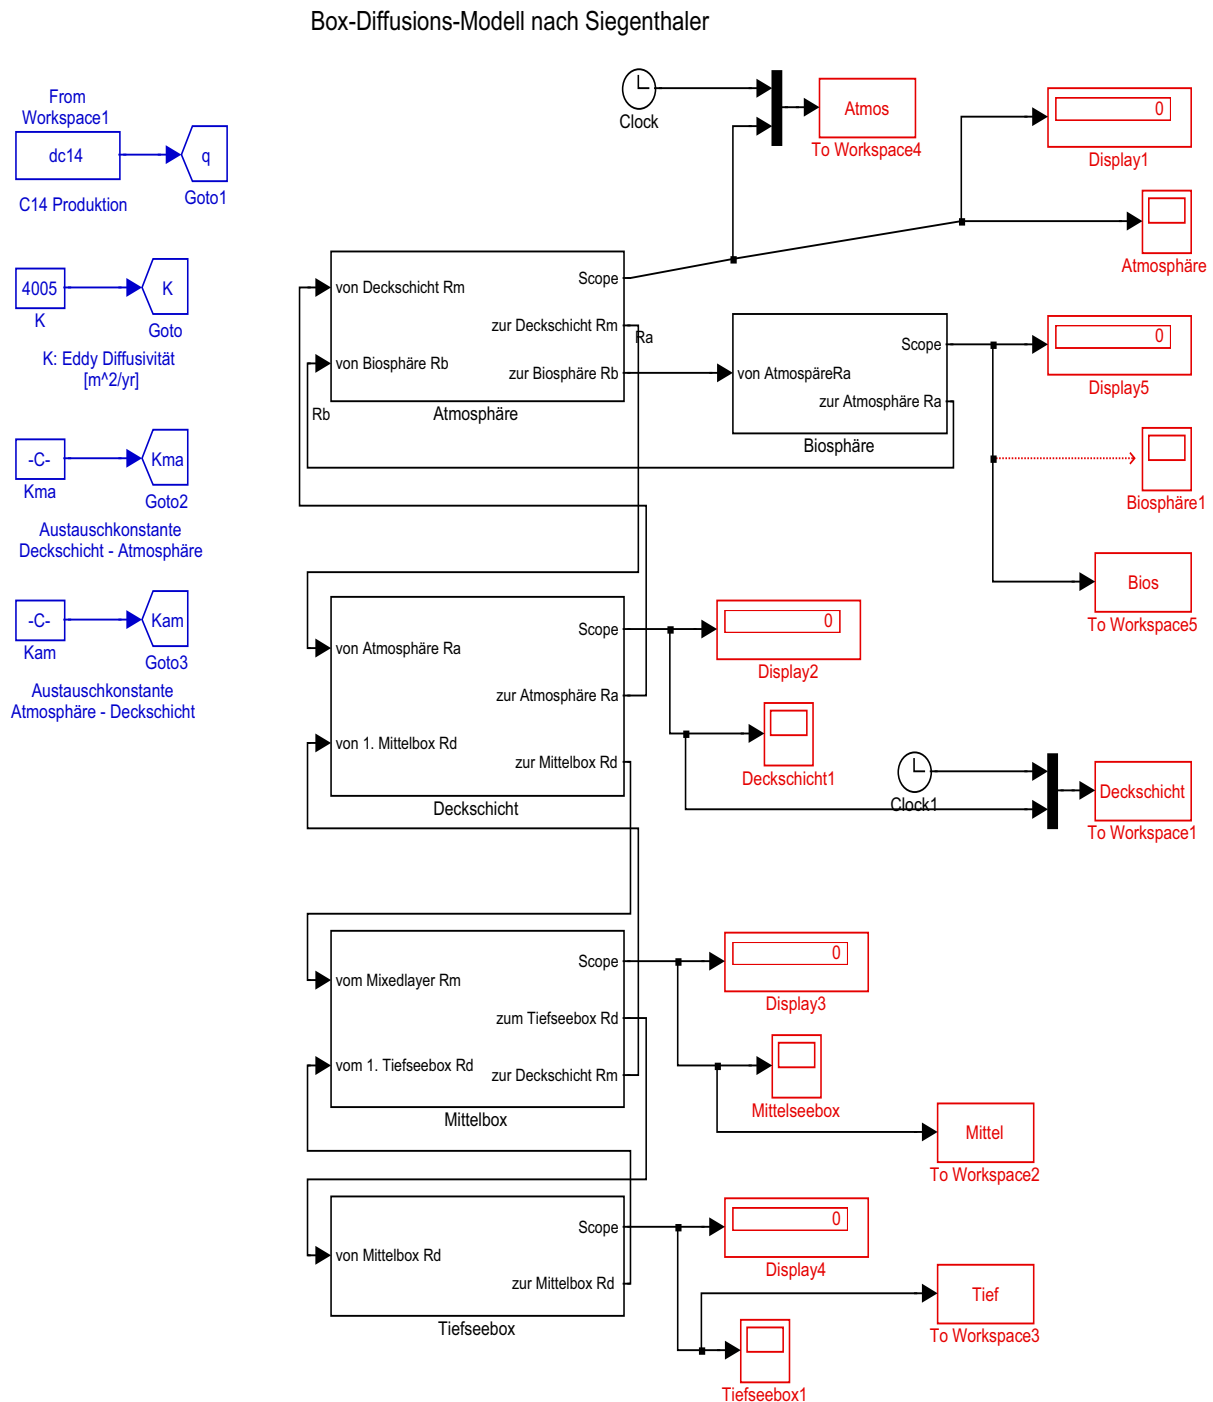 Box-Diffusions-Modell nach Siegenthaler
From
Workspace1
dc14
q
Goto1
C14 Produktion
4005
K
K
Goto
K: Eddy Diffusivität
[m^2/yr]
-C-
Kma
Kma
Goto2
Austauschkonstante
Deckschicht - Atmosphäre
-C-
Kam
Kam
Goto3
Austauschkonstante
Atmosphäre - Deckschicht
Clock
Atmos
To Workspace4
0
Display1
Atmosphäre
von Deckschicht Rm
von Biosphäre Rb
Scope
zur Deckschicht Rm
zur Biosphäre Rb
Atmosphäre
Ra
Rb
von AtmospäreRa
Scope
zur Atmosphäre Ra
Biosphäre
0
Display5
Biosphäre1
Bios
To Workspace5
von Atmosphäre Ra
von 1. Mittelbox Rd
Scope
zur Atmosphäre Ra
zur Mittelbox Rd
Deckschicht
0
Display2
Deckschicht1
Clock1
Deckschicht
To Workspace1
vom Mixedlayer Rm
vom 1. Tiefseebox Rd
Scope
zum Tiefseebox Rd
zur Deckschicht Rm
Mittelbox
0
Display3
Mittelseebox
Mittel
To Workspace2
von Mittelbox Rd
Scope
zur Mittelbox Rd
Tiefseebox
0
Display4
Tief
To Workspace3
Tiefseebox1